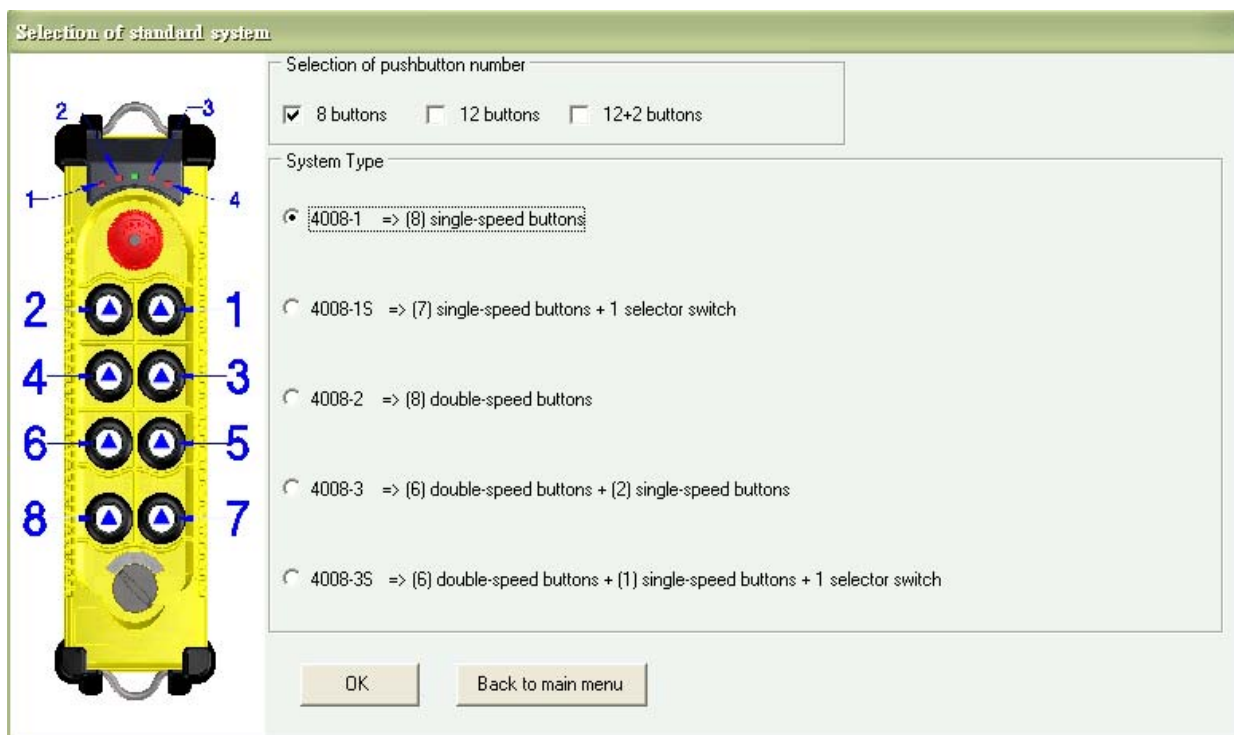 Selection of standard system
Selection of pushbutton number
8 buttons 12 buttons 12+2 buttons
System Type
4008-1 => (8) single-speed buttons
4008-1S => (7) single-speed buttons + 1 selector switch
4008-2 => (8) double-speed buttons
4008-3 => (6) double-speed buttons + (2) single-speed buttons
4008-3S => (6) double-speed buttons + (1) single-speed buttons + 1 selector switch
OK Back to main menu
2 3
1 4
2 1
4 3
6 5
8 7